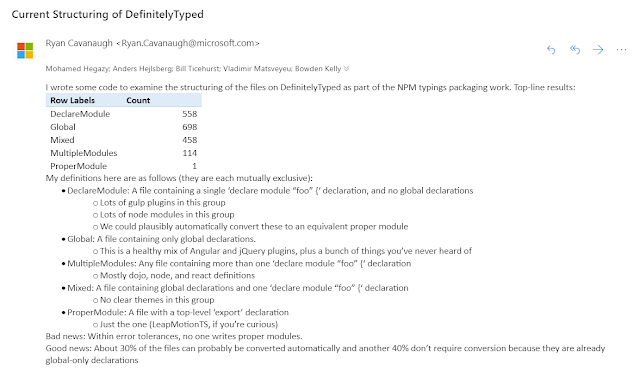 Current Structuring of DefinitelyTyped
Ryan Cavanaugh <Ryan.Cavanaugh@microsoft.com>
Mohamed Hegazy; Anders Hejlsberg; Bill Ticehurst; Vladimir Matsveyeu; Bowden Kelly
I wrote some code to examine the structuring of the files on DefinitelyTyped as part of the NPM typings packaging work. Top-line results:
Row Labels Count
DeclareModule 558
Global 698
Mixed 458
MultipleModules 114
ProperModule 1
My definitions here are as follows (they are each mutually exclusive):
• DeclareModule: A file containing a single 'declare module "foo" {' declaration, and no global declarations
o Lots of gulp plugins in this group
o Lots of node modules in this group
o We could plausibly automatically convert these to an equivalent proper module
• Global: A file containing only global declarations.
o This is a healthy mix of Angular and jQuery plugins, plus a bunch of things you've never heard of
• MultipleModules: Any file containing more than one 'declare module "foo" {' declaration
o Mostly dojo, node, and react definitions
• Mixed: A file containing global declarations and one 'declare module "foo" {' declaration
o No clear themes in this group
• ProperModule: A file with a top-level 'export' declaration
o Just the one (LeapMotionTS, if you're curious)
Bad news: Within error tolerances, no one writes proper modules.
Good news: About 30% of the files can probably be converted automatically and another 40% don't require conversion because they are already
global-only declarations